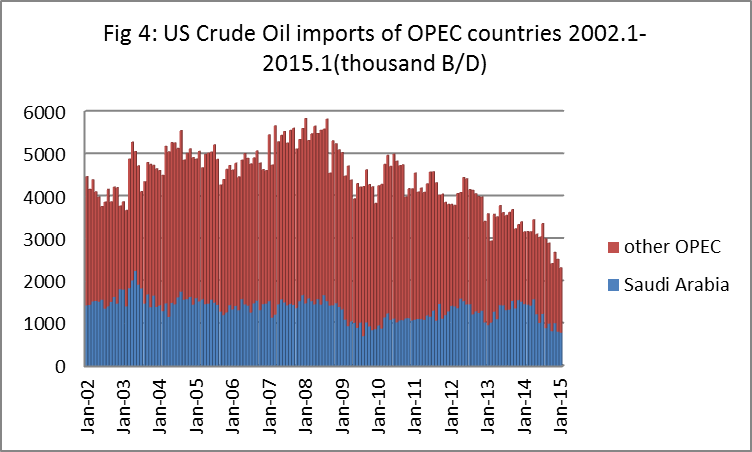 Fig 4: US Crude Oil imports of OPEC countries 2002.1-
2015.1(thousand B/D)
6000
5000
4000
3000
2000
1000
0
other OPEC
Saudi Arabia
Jan-02
Jan-03
Jan-04
Jan-05
Jan-06
Jan-07
Jan-08
Jan-09
Jan-10
Jan-11
Jan-12
Jan-13
Jan-14
Jan-15